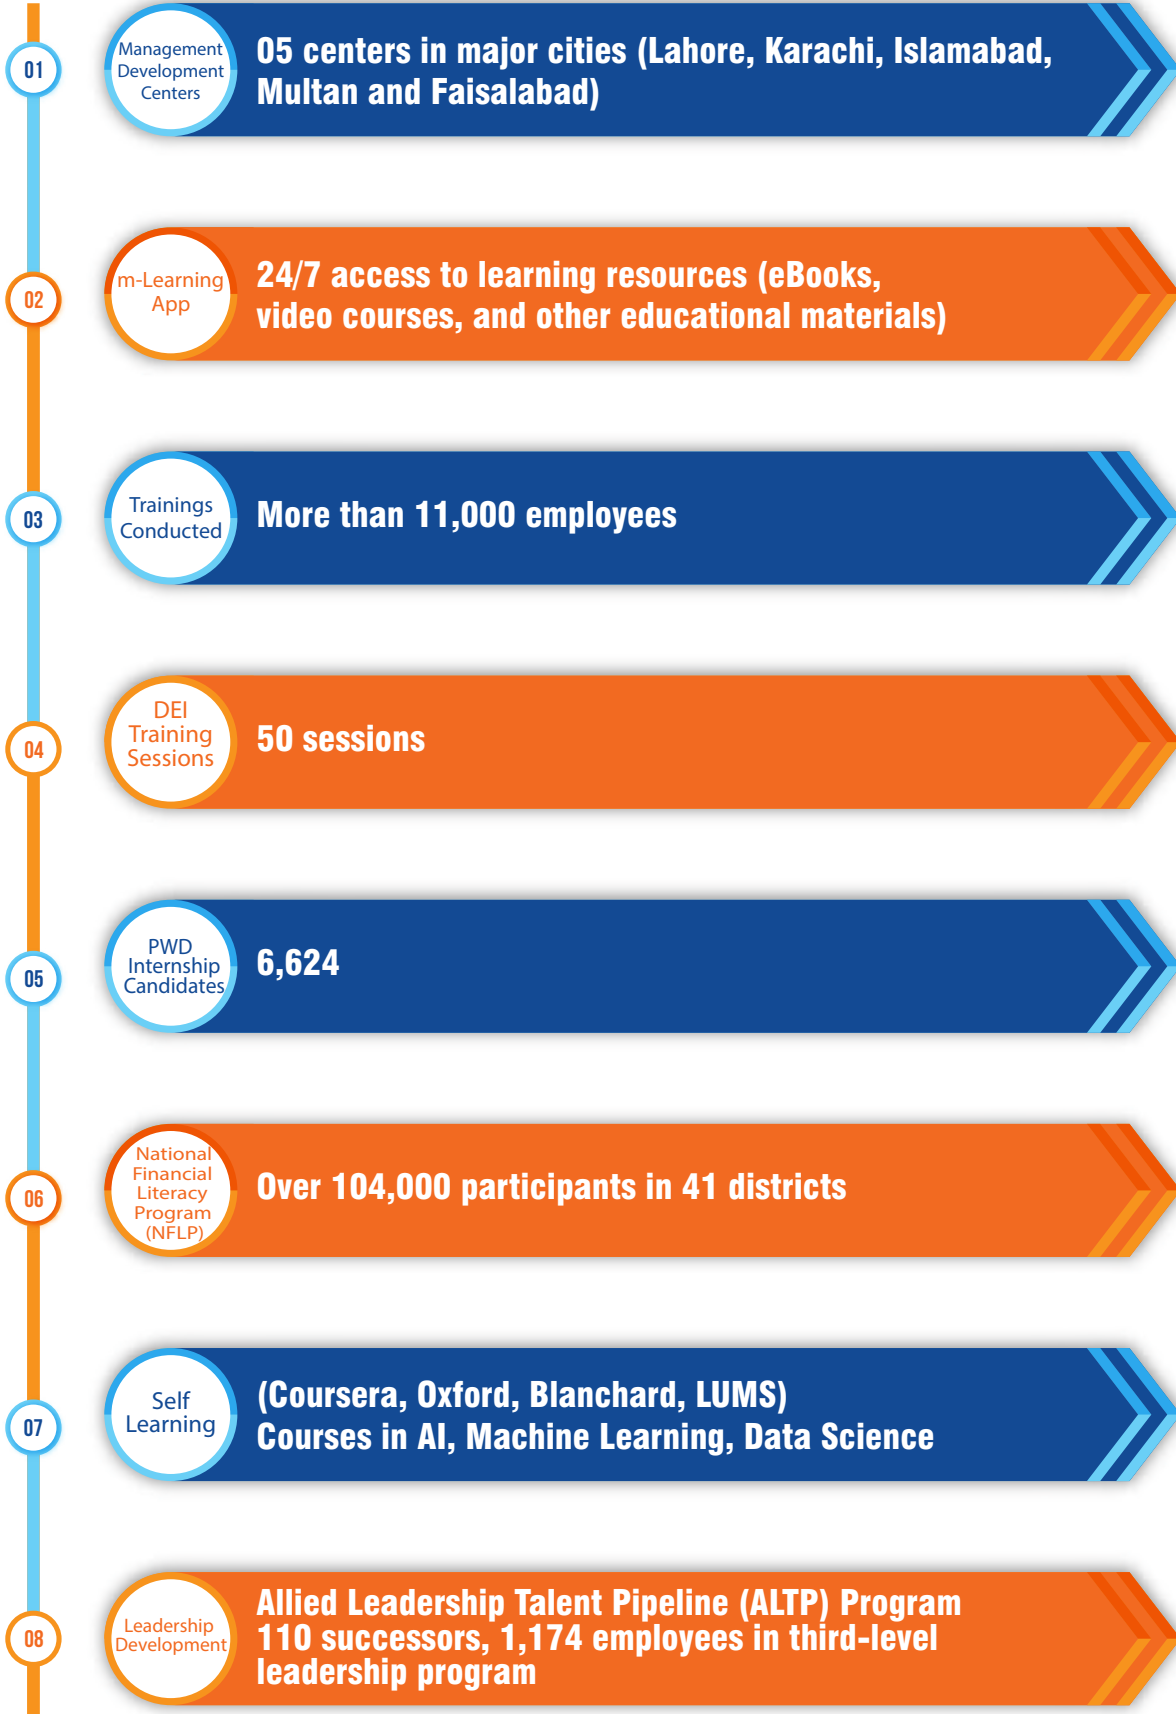 01
Management
Development
Centers
05 centers in major cities (Lahore, Karachi, Islamabad,
Multan and Faisalabad)
02
m-Learning
App
24/7 access to learning resources (eBooks,
video courses, and other educational materials)
03
Trainings
Conducted
More than 11,000 employees
04
DEI
Training
Sessions
50 sessions
05
PWD
Internship
Candidates
6,624
06
National
Financial
Literacy
Program
(NFLP)
Over 104,000 participants in 41 districts
07
Self
Learning
(Coursera, Oxford, Blanchard, LUMS)
Courses in AI, Machine Learning, Data Science
08
Leadership
Development
Allied Leadership Talent Pipeline (ALTP) Program
110 successors, 1,174 employees in third-level
leadership program